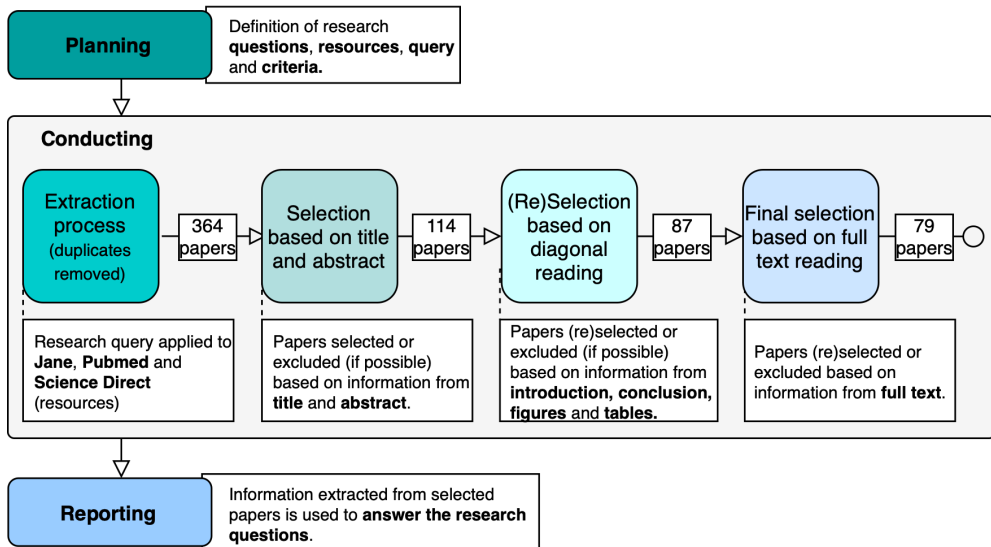 Planning
Definition of research
questions, resources, query
and criteria.
Conducting
Extraction
process
(duplicates
removed)
364
papers
Selection
based on title
and abstract
114
papers
(Re)Selection
based on
diagonal
reading
87
papers
Final selection
based on full
text reading
79
papers
Research query applied to
Jane, Pubmed and
Science Direct
(resources)
Papers selected or
excluded (if possible)
based on information from
title and abstract.
Papers (re)selected or
excluded (if possible)
based on information from
introduction, conclusion,
figures and tables.
Papers (re)selected or
excluded based on
information from full text.
Reporting
Information extracted from selected
papers is used to answer the research
questions.